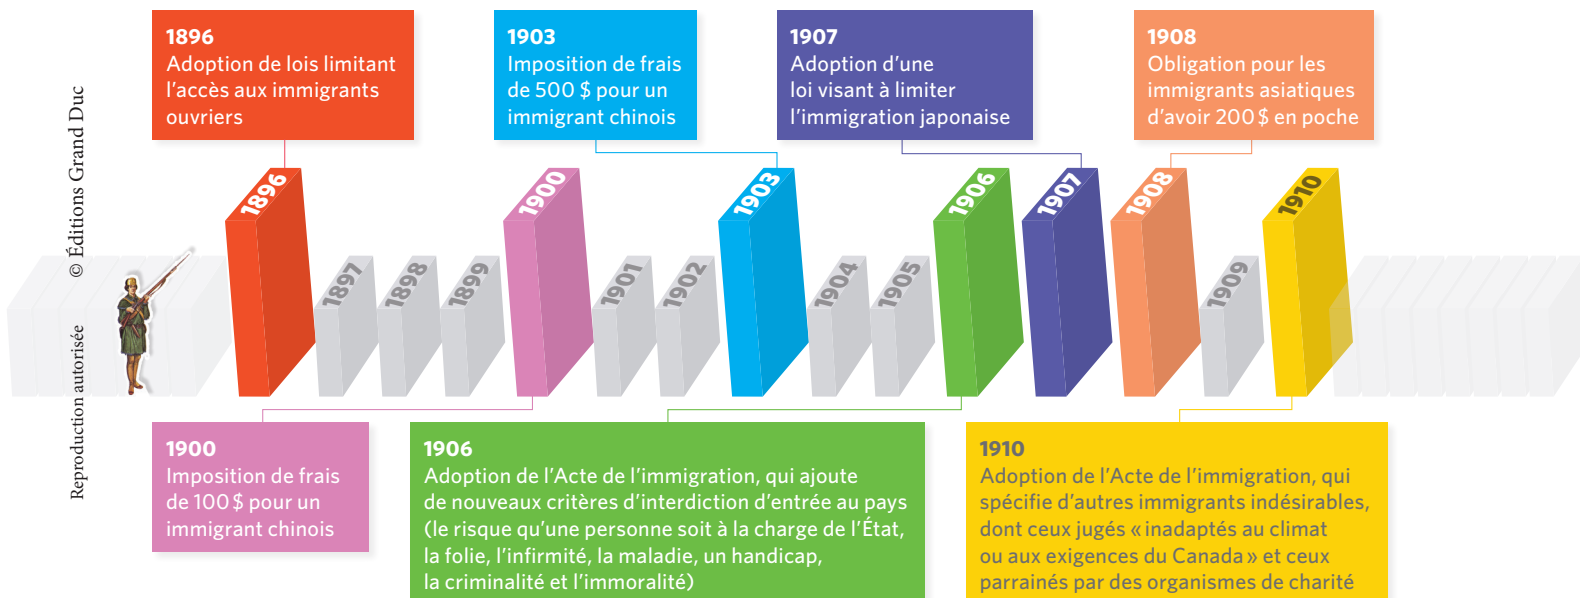 1896
Adoption de lois limitant
l'accès aux immigrants
ouvriers
1903
Imposition de frais
de 500 $ pour un
immigrant chinois
1907
Adoption d'une
loi visant à limiter
l'immigration japonaise
1908
Obligation pour les
immigrants asiatiques
d'avoir 200 $ en poche
1896
1897
1898
1899
1900
1901
1902
1903
1904
1905
1906
1907
1908
1909
1910
1900
Imposition de frais
de 100 $ pour un
immigrant chinois
1906
Adoption de l'Acte de l'immigration, qui ajoute
de nouveaux critères d'interdiction d'entrée au pays
(le risque qu'une personne soit à la charge de l'État,
la folie, l'infirmité, la maladie, un handicap,
la criminalité et l'immoralité)
1910
Adoption de l'Acte de l'immigration, qui
spécifie d'autres immigrants indésirables,
dont ceux jugés « inadaptés au climat
ou aux exigences du Canada » et ceux
parrainés par des organismes de charité
Reproduction autorisée © Éditions Grand Duc